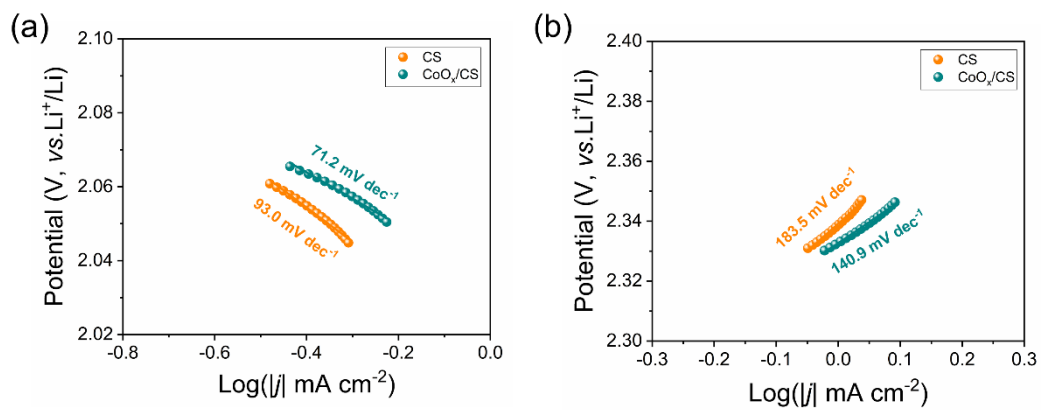 (a)
2.10
2.08
2.06
2.04
2.02
Potential (V, vs.Li⁺/Li)
CS
CoOₓ/CS
71.2 mV dec⁻¹
93.0 mV dec⁻¹
-0.8
-0.6
-0.4
-0.2
0.0
Log(|j| mA cm⁻²)
(b)
2.40
2.38
2.36
2.34
2.32
2.30
Potential (V, vs.Li⁺/Li)
CS
CoOₓ/CS
183.5 mV dec⁻¹
140.9 mV dec⁻¹
-0.3
-0.2
-0.1
0.0
0.1
0.2
0.3
Log(|j| mA cm⁻²)